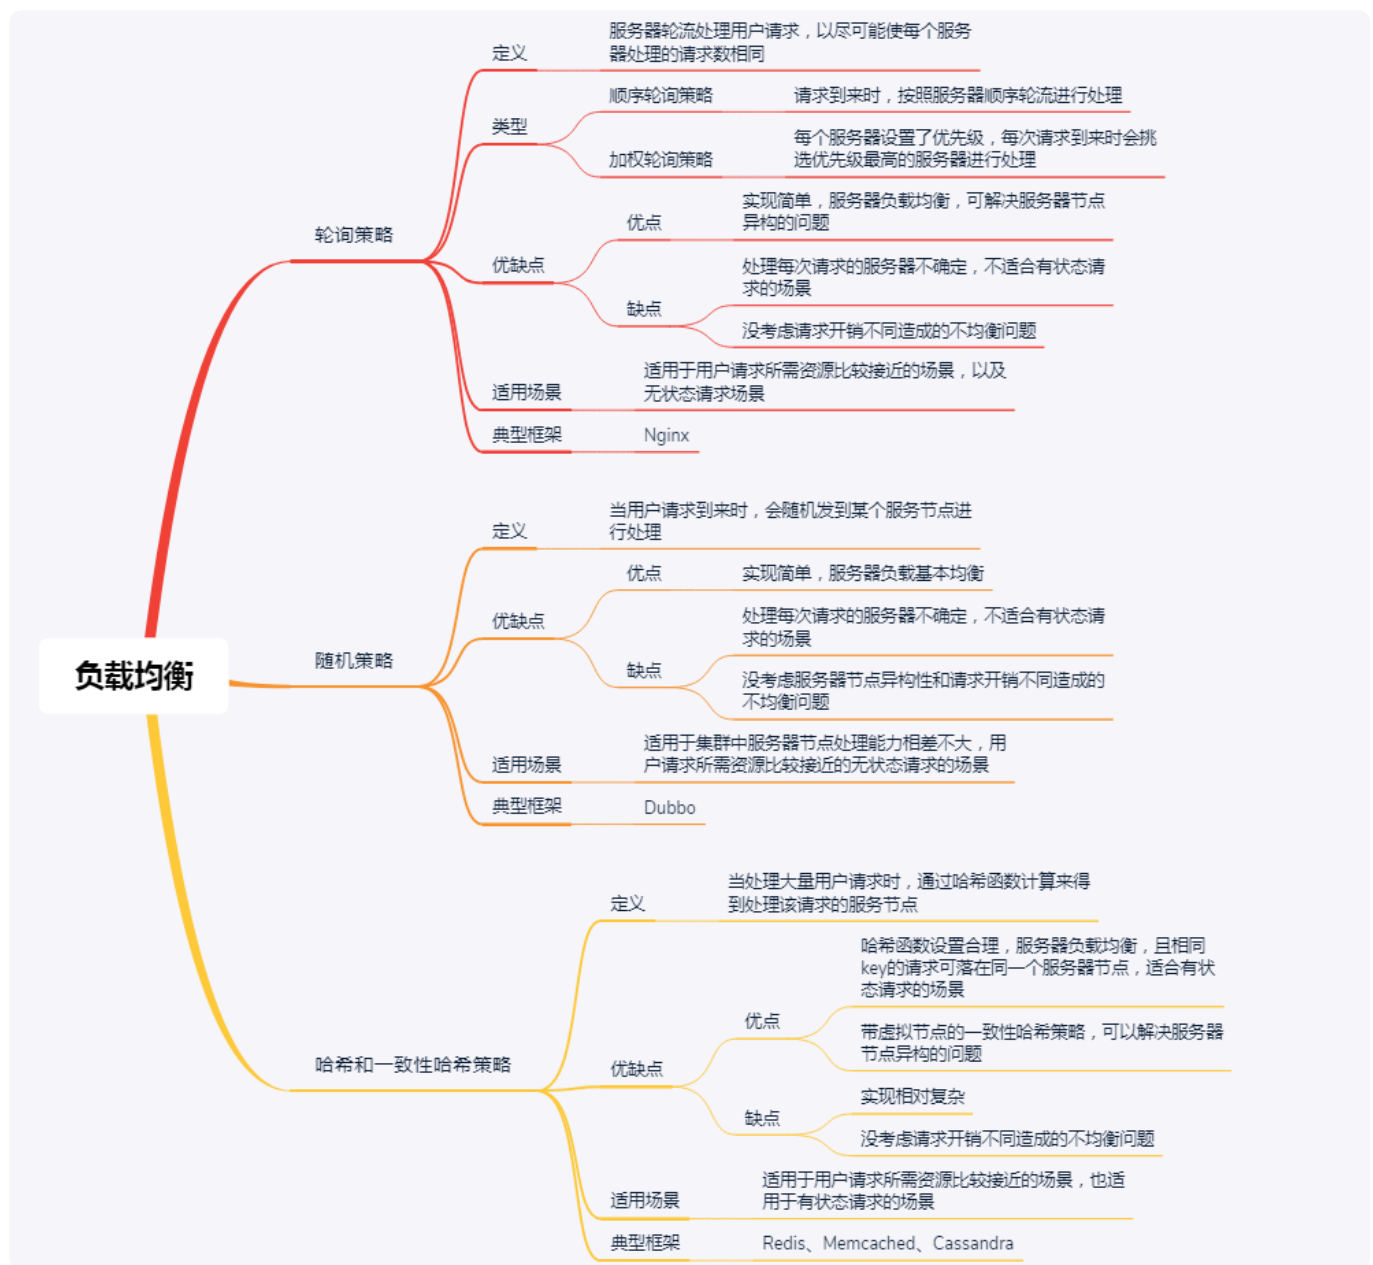 负载均衡
轮询策略
定义
服务器轮流处理用户请求，以尽可能使每个服务
器处理的请求数相同
类型
顺序轮询策略
请求到来时，按照服务器顺序轮流进行处理
加权轮询策略
每个服务器设置了优先级，每次请求到来时会挑
选优先级最高的服务器进行处理
优缺点
优点
实现简单，服务器负载均衡，可解决服务器节点
异构的问题
缺点
处理每次请求的服务器不确定，不适合有状态请
求的场景
没考虑请求开销不同造成的不均衡问题
适用场景
适用于用户请求所需资源比较接近的场景，以及
无状态请求场景
典型框架
Nginx
随机策略
定义
当用户请求到来时，会随机发到某个服务节点进
行处理
优缺点
优点
实现简单，服务器负载基本均衡
缺点
处理每次请求的服务器不确定，不适合有状态请
求的场景
没考虑服务器节点异构性和请求开销不同造成的
不均衡问题
适用场景
适用于集群中服务器节点处理能力相差不大，用
户请求所需资源比较接近的无状态请求的场景
典型框架
Dubbo
哈希和一致性哈希策略
定义
当处理大量用户请求时，通过哈希函数计算来得
到处理该请求的服务节点
优缺点
优点
哈希函数设置合理，服务器负载均衡，且相同
key的请求可落在同一个服务器节点，适合有状
态请求的场景
带虚拟节点的一致性哈希策略，可以解决服务器
节点异构的问题
缺点
实现相对复杂
没考虑请求开销不同造成的不均衡问题
适用场景
适用于用户请求所需资源比较接近的场景，也适
用于有状态请求的场景
典型框架
Redis、Memcached、Cassandra